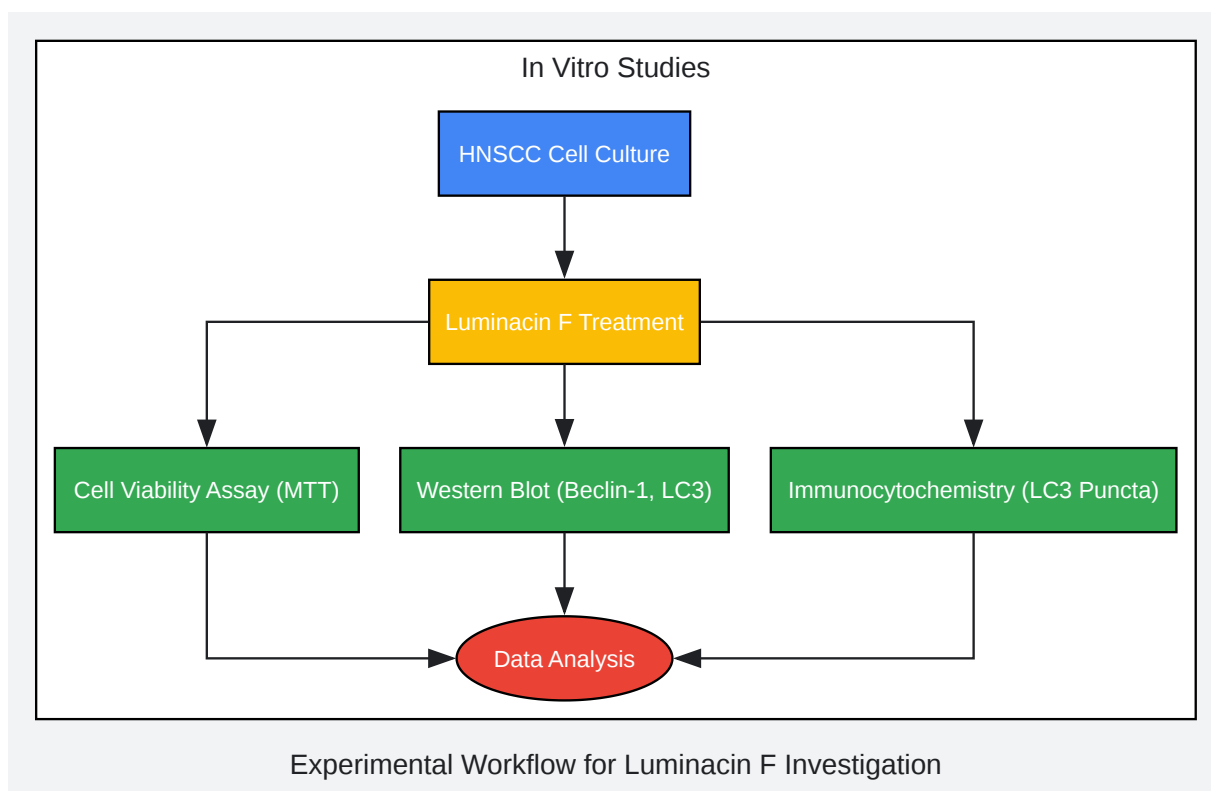 In Vitro Studies
HNSCC Cell Culture
Luminacin F Treatment
Cell Viability Assay (MTT)
Western Blot (Beclin-1, LC3)
Immunocytochemistry (LC3 Puncta)
Data Analysis
Experimental Workflow for Luminacin F Investigation